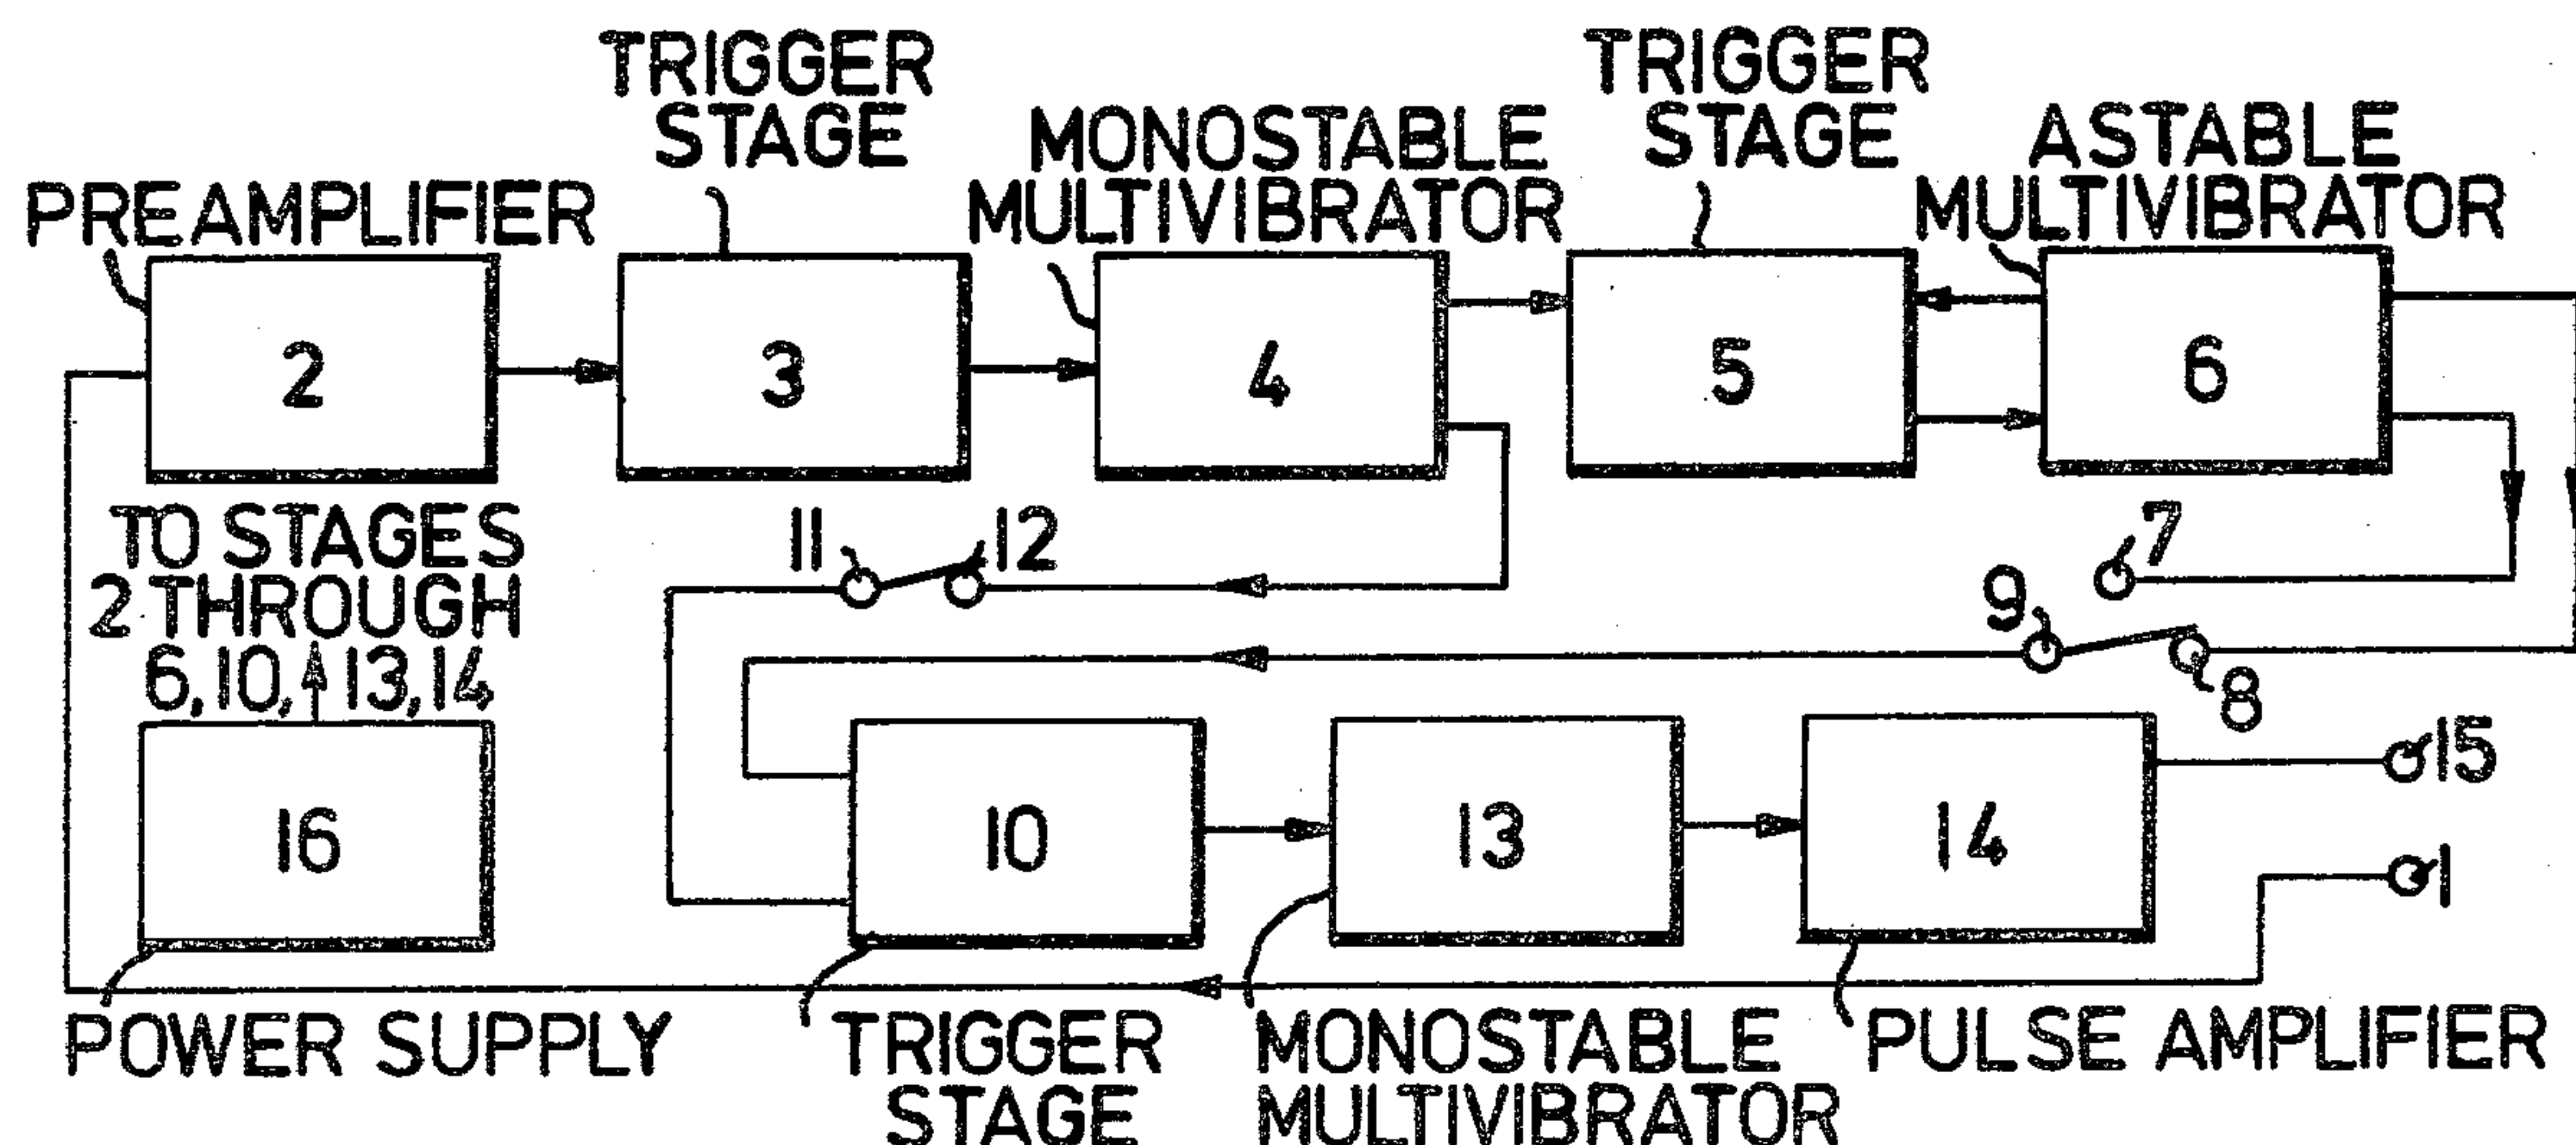 TRIGGER
STAGE
TRIGGER
STAGE
MONOSTABLE
MULTIVIBRATOR
ASTABLE
MULTIVIBRATOR
PREAMPLIFIER
2
3
4
5
6
TO STAGES
2 THROUGH
6,10, 13,14
11
12
7
9
8
15
1
16
10
13
14
POWER SUPPLY
TRIGGER
STAGE
MONOSTABLE
MULTIVIBRATOR
PULSE AMPLIFIER